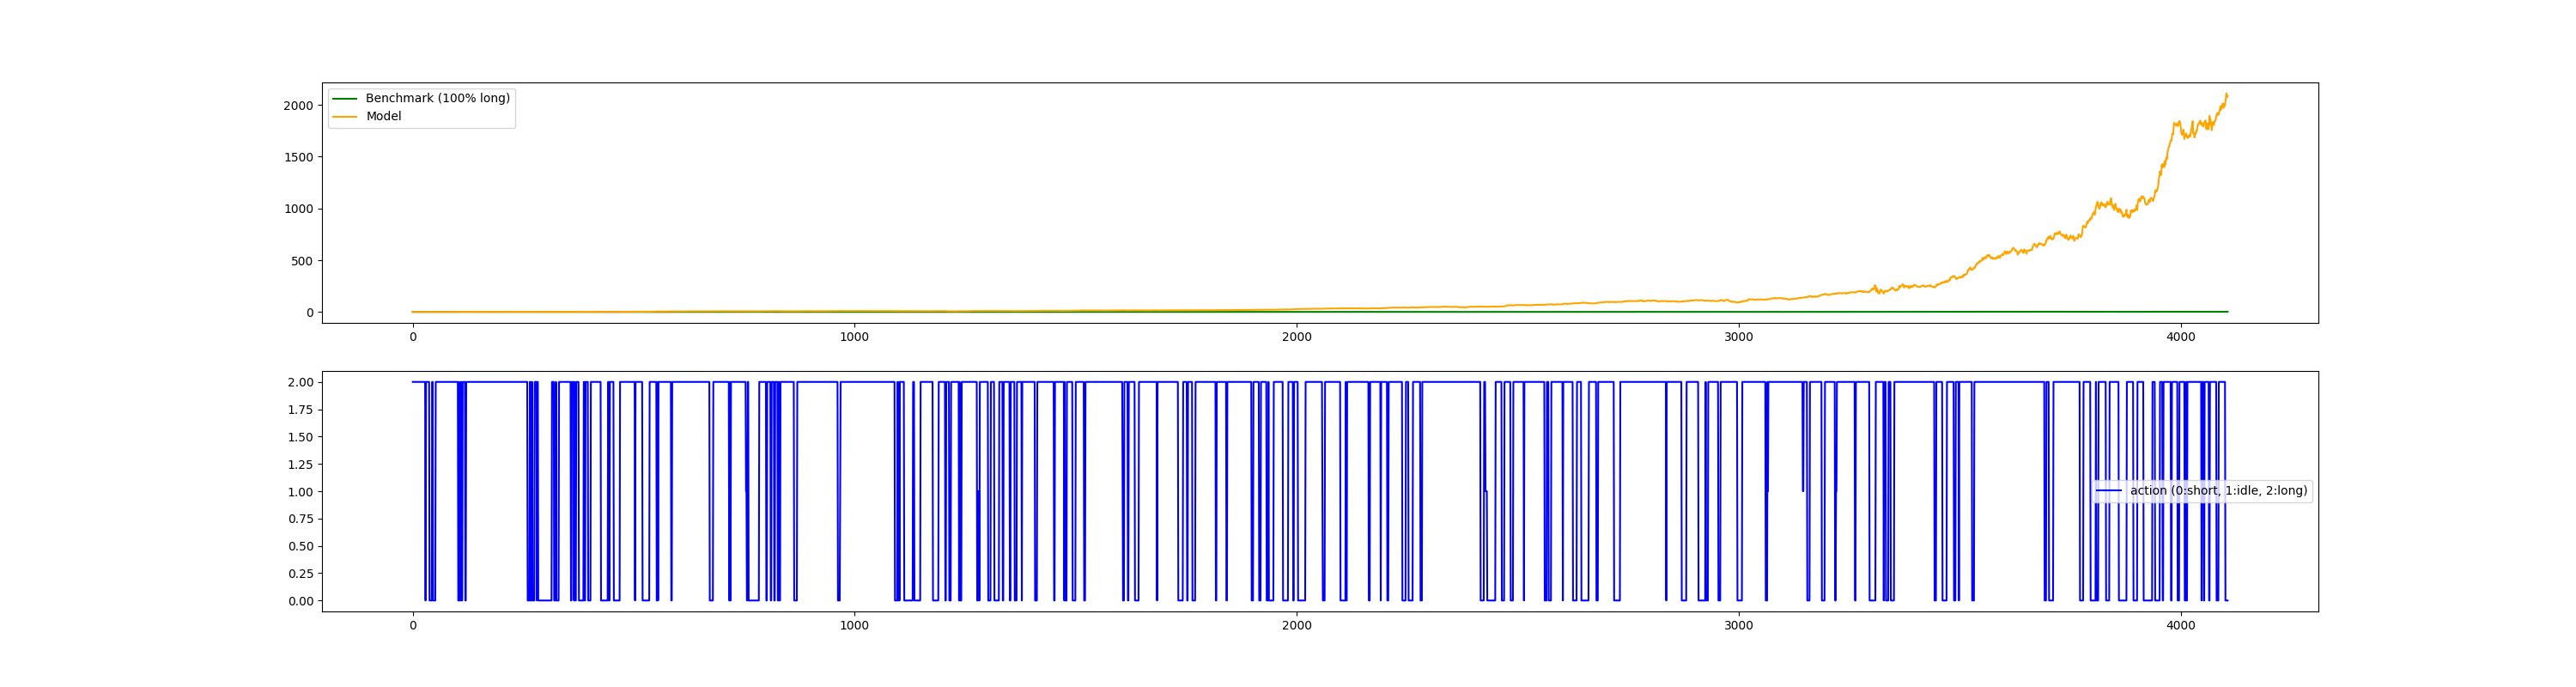 Benchmark (100% long)
Model
2000
1500
1000
500
0
0 1000 2000 3000 4000
2.00
1.75
1.50
1.25
1.00
0.75
0.50
0.25
0.00
action (0:short, 1:idle, 2:long)
0 1000 2000 3000 4000